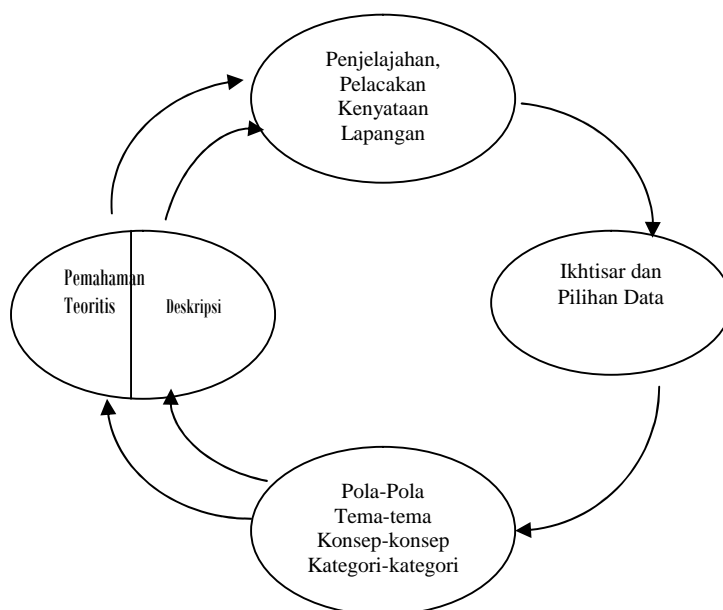 Penjelajahan,
Pelacakan
Kenyataan
Lapangan
Ikhtisar dan
Pilihan Data
Pemahaman
Teoritis
Deskripsi
Pola-Pola
Tema-tema
Konsep-konsep
Kategori-kategori